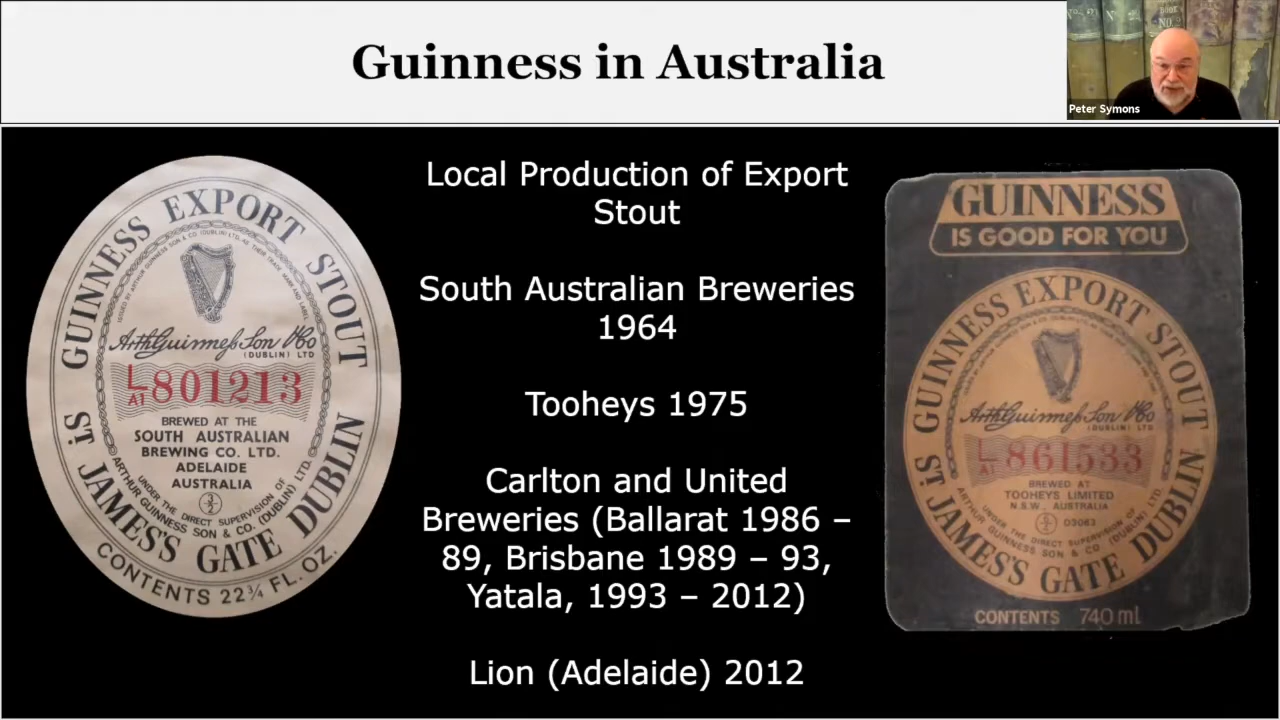 Guinness in Australia
Peter Symons
Local Production of Export
Stout
South Australian Breweries
1964
Tooheys 1975
Carlton and United
Breweries (Ballarat 1986 –
89, Brisbane 1989 – 93,
Yatala, 1993 – 2012)
Lion (Adelaide) 2012
GUINNESS EXPORT STOUT
Arth Guinness Son & Co
(DUBLIN) LTD
LAI 801213
BREWED AT THE
SOUTH AUSTRALIAN
BREWING CO. LTD.
ADELAIDE
AUSTRALIA
UNDER THE DIRECT SUPERVISION OF
ARTHUR GUINNESS SON & CO. (DUBLIN) LTD.
ST. JAMES'S GATE DUBLIN
CONTENTS 22¾ FL. OZ.
GUINNESS
IS GOOD FOR YOU
GUINNESS EXPORT STOUT
Arth Guinness Son & Co
(DUBLIN) LTD
LAI 861533
BREWED AT
TOOHEYS LIMITED
N.S.W., AUSTRALIA
03063
UNDER THE DIRECT SUPERVISION OF
ARTHUR GUINNESS SON & CO. (DUBLIN) LTD.
ST. JAMES'S GATE DUBLIN
CONTENTS 740 ml